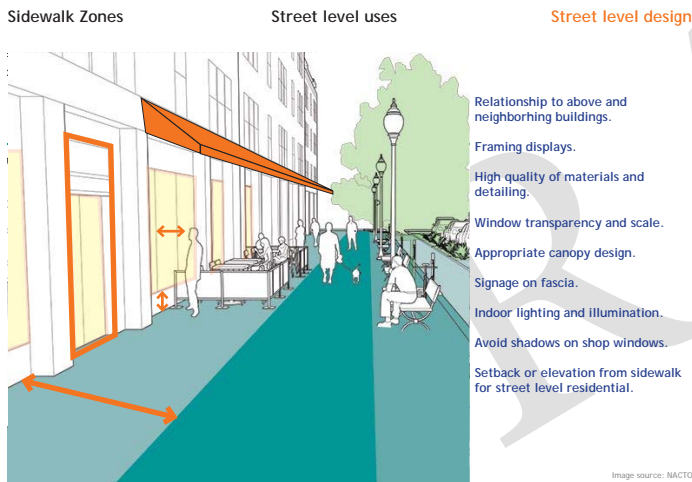 Sidewalk Zones
Street level uses
Street level design
Relationship to above and
neighborhing buildings.
Framing displays.
High quality of materials and
detailing.
Window transparency and scale.
Appropriate canopy design.
Signage on fascia.
Indoor lighting and illumination.
Avoid shadows on shop windows.
Setback or elevation from sidewalk
for street level residential.
R
Image source: NACTO